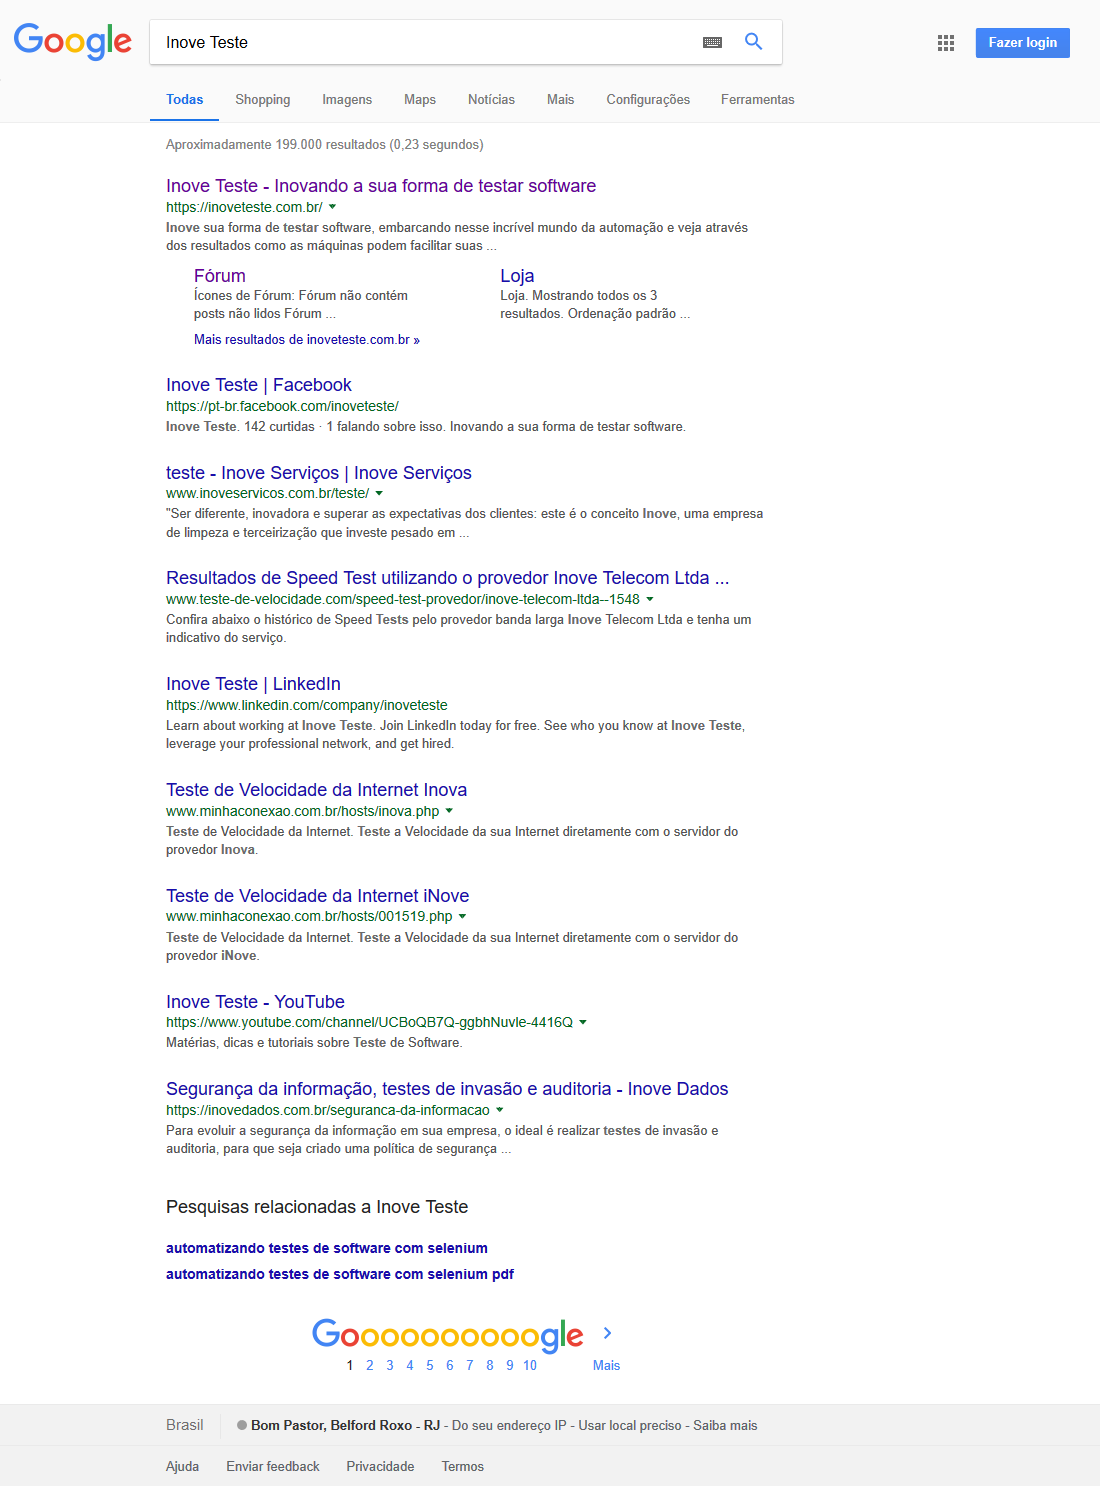 Google
Inove Teste
Fazer login
Todas Shopping Imagens Maps Notícias Mais Configurações Ferramentas
Aproximadamente 199.000 resultados (0,23 segundos)
Inove Teste - Inovando a sua forma de testar software
https://inoveteste.com.br/
Inove sua forma de testar software, embarcando nesse incrível mundo da automação e veja através
dos resultados como as máquinas podem facilitar suas ...
Fórum
Ícones de Fórum: Fórum não contém
posts não lidos Fórum ...
Loja
Loja. Mostrando todos os 3
resultados. Ordenação padrão ...
Mais resultados de inoveteste.com.br »
Inove Teste | Facebook
https://pt-br.facebook.com/inoveteste/
Inove Teste. 142 curtidas · 1 falando sobre isso. Inovando a sua forma de testar software.
teste - Inove Serviços | Inove Serviços
www.inoveservicos.com.br/teste/
"Ser diferente, inovadora e superar as expectativas dos clientes: este é o conceito Inove, uma empresa
de limpeza e terceirização que investe pesado em ...
Resultados de Speed Test utilizando o provedor Inove Telecom Ltda ...
www.teste-de-velocidade.com/speed-test-provedor/inove-telecom-ltda--1548
Confira abaixo o histórico de Speed Tests pelo provedor banda larga Inove Telecom Ltda e tenha um
indicativo do serviço.
Inove Teste | LinkedIn
https://www.linkedin.com/company/inoveteste
Learn about working at Inove Teste. Join LinkedIn today for free. See who you know at Inove Teste,
leverage your professional network, and get hired.
Teste de Velocidade da Internet Inova
www.minhaconexao.com.br/hosts/inova.php
Teste de Velocidade da Internet. Teste a Velocidade da sua Internet diretamente com o servidor do
provedor Inova.
Teste de Velocidade da Internet iNove
www.minhaconexao.com.br/hosts/001519.php
Teste de Velocidade da Internet. Teste a Velocidade da sua Internet diretamente com o servidor do
provedor iNove.
Inove Teste - YouTube
https://www.youtube.com/channel/UCBoQB7Q-ggbhNuvle-4416Q
Matérias, dicas e tutoriais sobre Teste de Software.
Segurança da informação, testes de invasão e auditoria - Inove Dados
https://inovedados.com.br/seguranca-da-informacao
Para evoluir a segurança da informação em sua empresa, o ideal é realizar testes de invasão e
auditoria, para que seja criado uma política de segurança ...
Pesquisas relacionadas a Inove Teste
automatizando testes de software com selenium
automatizando testes de software com selenium pdf
Goooooooooogle
1 2 3 4 5 6 7 8 9 10 Mais
Brasil Bom Pastor, Belford Roxo - RJ - Do seu endereço IP - Usar local preciso - Saiba mais
Ajuda Enviar feedback Privacidade Termos